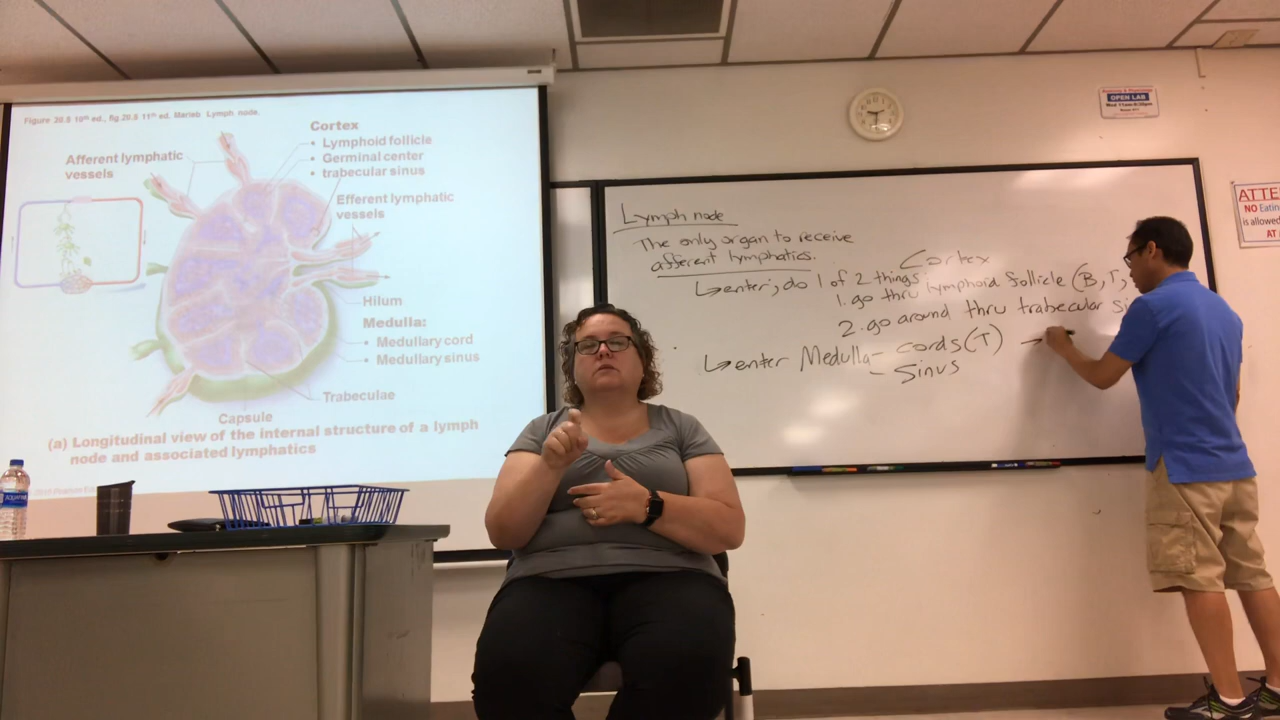 Figure 20.8 10th ed., fig.20.5 11th ed, Marieb Lymph node,
Cortex
• Lymphoid follicle
• Germinal center
• trabecular sinus
Afferent lymphatic
vessels
Efferent lymphatic
vessels
Hilum
Medulla:
• Medullary cord
• Medullary sinus
Trabeculae
Capsule
(a) Longitudinal view of the internal structure of a lymph
node and associated lymphatics
Lymph node
The only organ to receive
afferent lymphatics.
↳enter, do 1 of 2 things
Cortex
1. go thru lymphoid follicle (B, T,
2. go around thru trabecular si
↳enter Medulla - cords (T) →
- Sinus
OPEN LAB
ATTE
NO Eatin
is allowed
AT